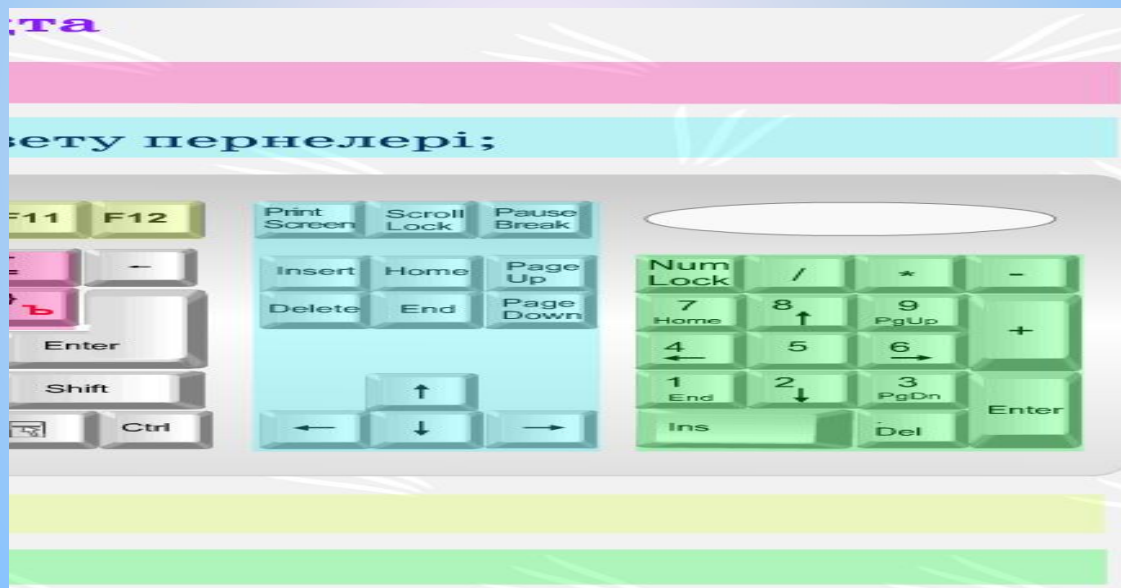 та
вету пернелері;
F11 F12 Print Screen Scroll Lock Pause Break
← Insert Home Page Up Num Lock / * -
Ъ Delete End Page Down 7 Home 8 ↑ 9 PgUp +
Enter 4 ← 5 6 →
Shift ↑ 1 End 2 ↓ 3 PgDn Enter
Ctrl ← ↓ → Ins Del